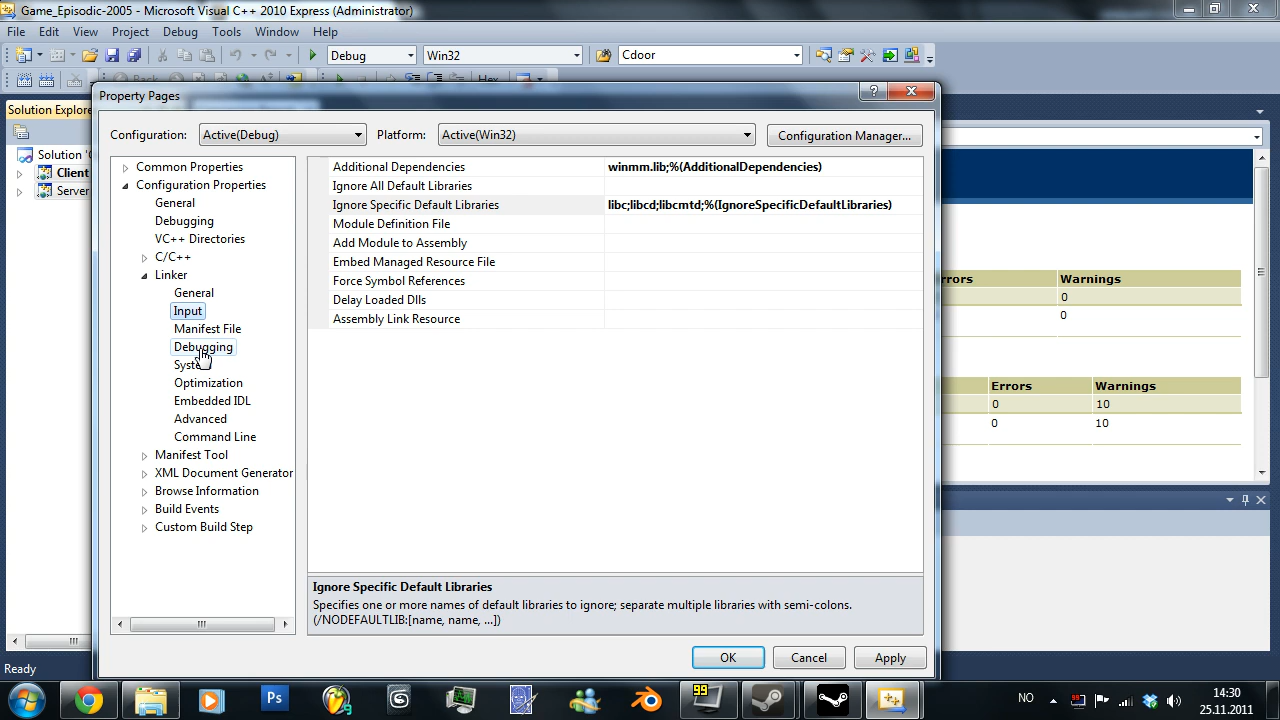 Game_Episodic-2005 - Microsoft Visual C++ 2010 Express (Administrator)
File Edit View Project Debug Tools Window Help
Debug Win32 Cdoor
Back Hex
Property Pages
Solution Explore
Configuration: Active(Debug) Platform: Active(Win32) Configuration Manager...
Solution '
Client
Server
Common Properties
Configuration Properties
General
Debugging
VC++ Directories
C/C++
Linker
General
Input
Manifest File
Debugging
System
Optimization
Embedded IDL
Advanced
Command Line
Manifest Tool
XML Document Generator
Browse Information
Build Events
Custom Build Step
Additional Dependencies winmm.lib;%(AdditionalDependencies)
Ignore All Default Libraries
Ignore Specific Default Libraries libc;libcd;libcmtd;%(IgnoreSpecificDefaultLibraries)
Module Definition File
Add Module to Assembly
Embed Managed Resource File
Force Symbol References
Delay Loaded Dlls
Assembly Link Resource
rrors Warnings
0
0
Errors Warnings
0 10
0 10
Ignore Specific Default Libraries
Specifies one or more names of default libraries to ignore; separate multiple libraries with semi-colons.
(/NODEFAULTLIB:[name, name, ...])
OK Cancel Apply
Ready
Ps
99
NO
14:30
25.11.2011